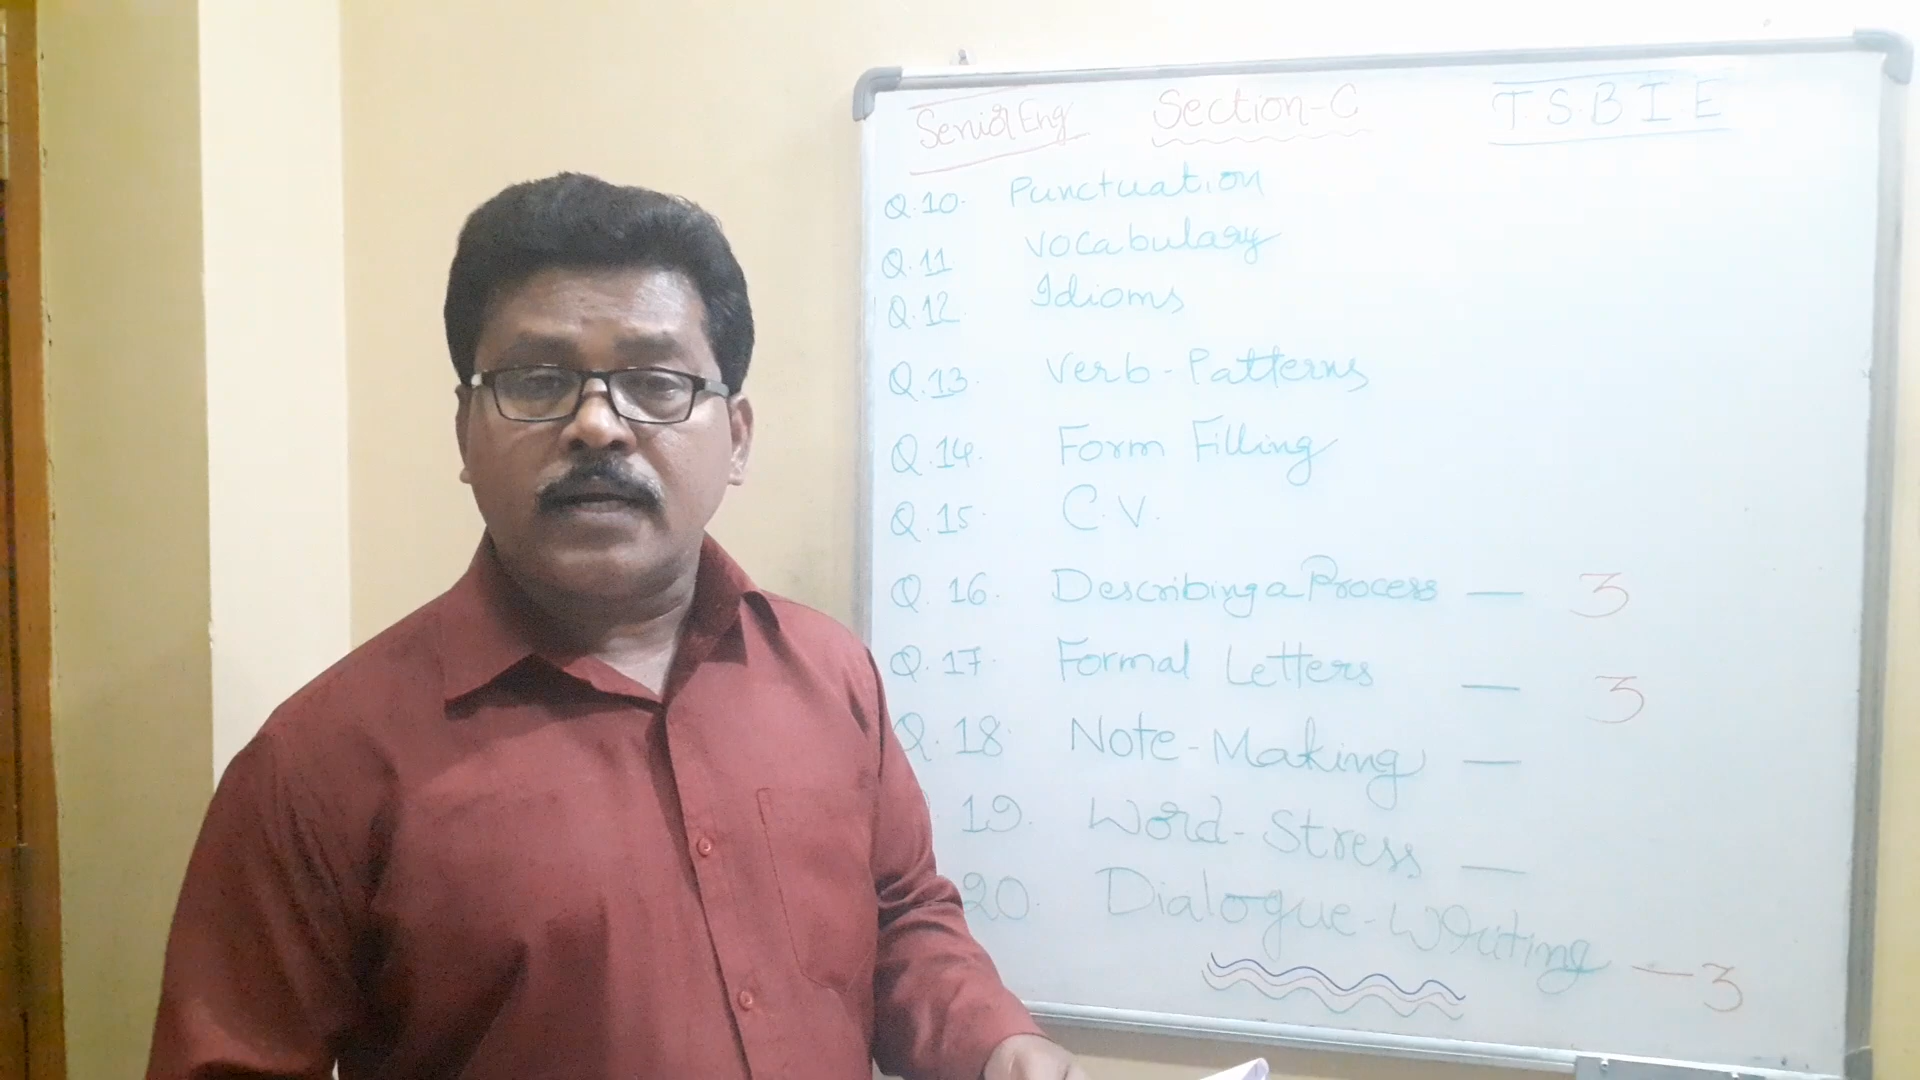 Senior Eng Section-C T.S.B.I.E
Q.10. Punctuation
Q.11 Vocabulary
Q.12. Idioms
Q.13. Verb-Patterns
Q.14. Form Filling
Q.15. C.V.
Q.16. Describing a Process — 3
Q.17. Formal Letters — 3
Q.18. Note-Making —
19. Word-Stress —
20. Dialogue-Writing — 3